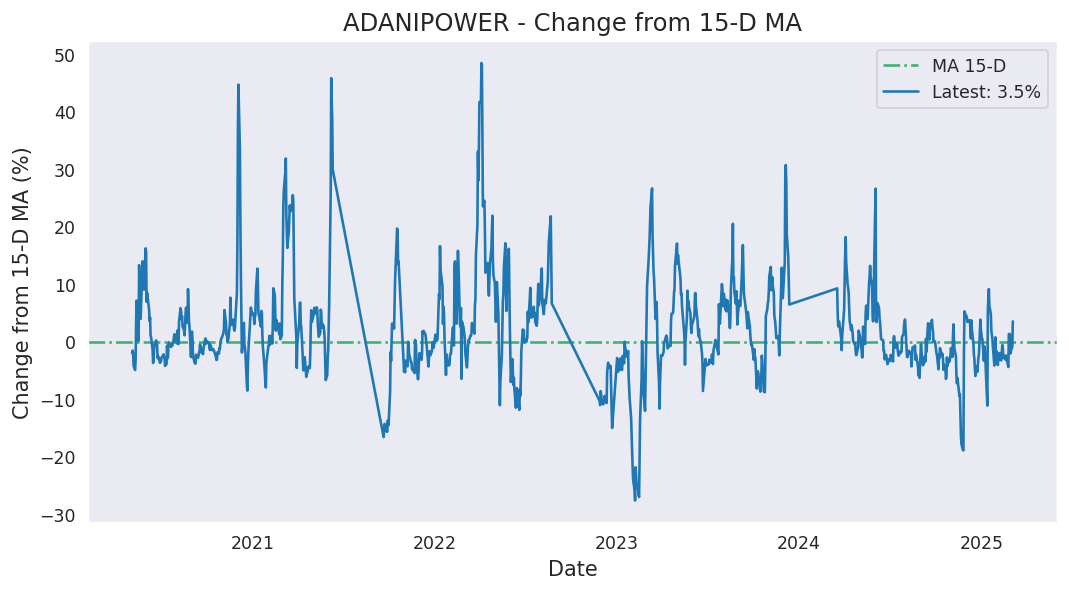 ADANIPOWER - Change from 15-D MA
MA 15-D
Latest: 3.5%
Change from 15-D MA (%)
50
40
30
20
10
0
−10
−20
−30
2021
2022
2023
2024
2025
Date